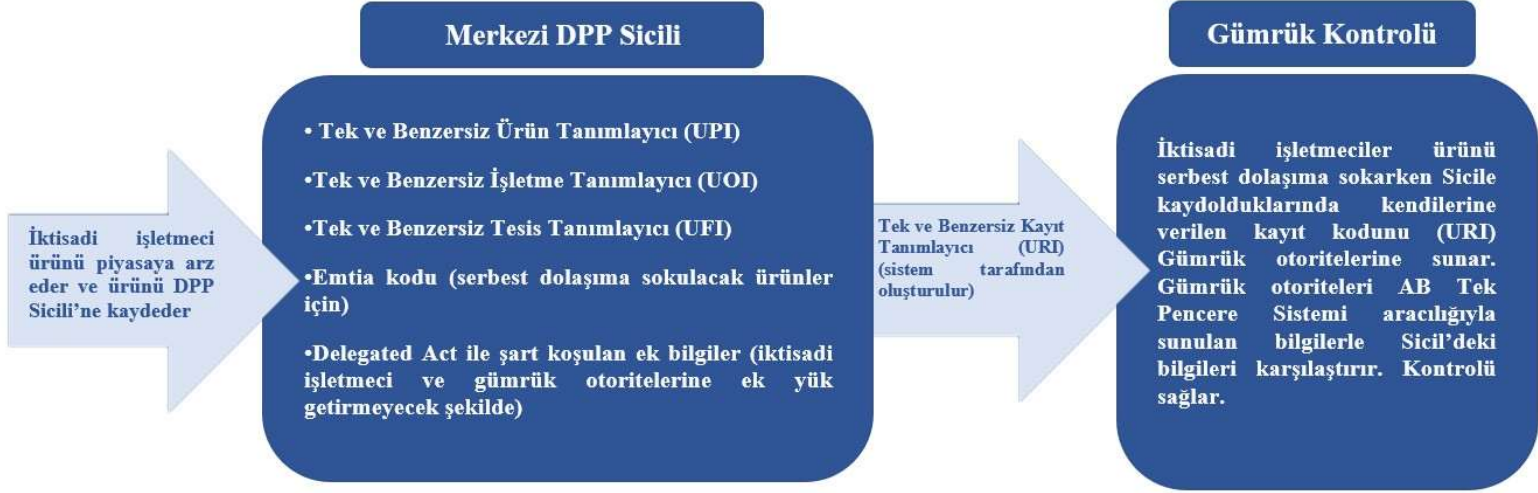 Merkezi DPP Sicili
Gümrük Kontrolü
İktisadi işletmeci
ürünü piyasaya arz
eder ve ürünü DPP
Sicili’ne kaydeder
• Tek ve Benzersiz Ürün Tanımlayıcı (UPI)
•Tek ve Benzersiz İşletme Tanımlayıcı (UOI)
•Tek ve Benzersiz Tesis Tanımlayıcı (UFI)
•Emtia kodu (serbest dolaşıma sokulacak ürünler
için)
•Delegated Act ile şart koşulan ek bilgiler (iktisadi
işletmeci ve gümrük otoritelerine ek yük
getirmeyecek şekilde)
Tek ve Benzersiz Kayıt
Tanımlayıcı (URI)
(sistem tarafından
oluşturulur)
İktisadi işletmeciler ürünü
serbest dolaşıma sokarken Sicile
kaydolduklarında kendilerine
verilen kayıt kodunu (URI)
Gümrük otoritelerine sunar.
Gümrük otoriteleri AB Tek
Pencere Sistemi aracılığıyla
sunulan bilgilerle Sicil’deki
bilgileri karşılaştırır. Kontrolü
sağlar.